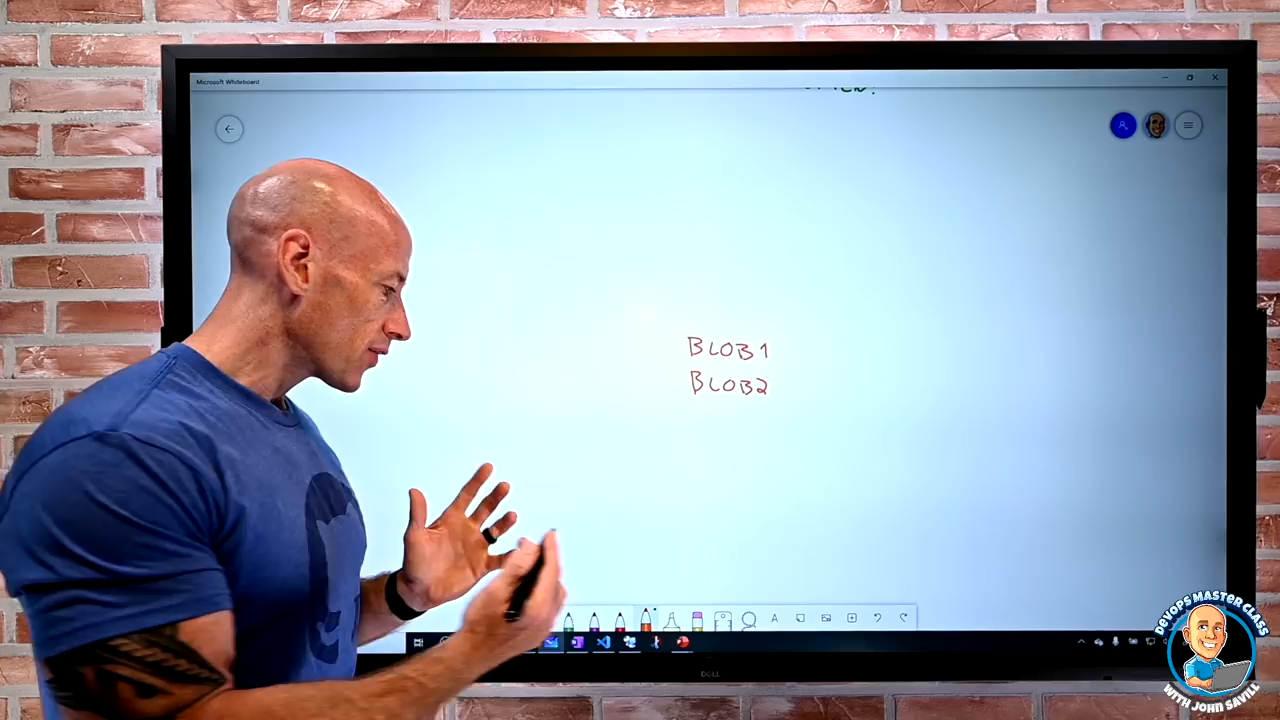 Microsoft Whiteboard
BLOB1
BLOB2
A
DELL
DEVOPS MASTER CLASS
WITH JOHN SAVILL